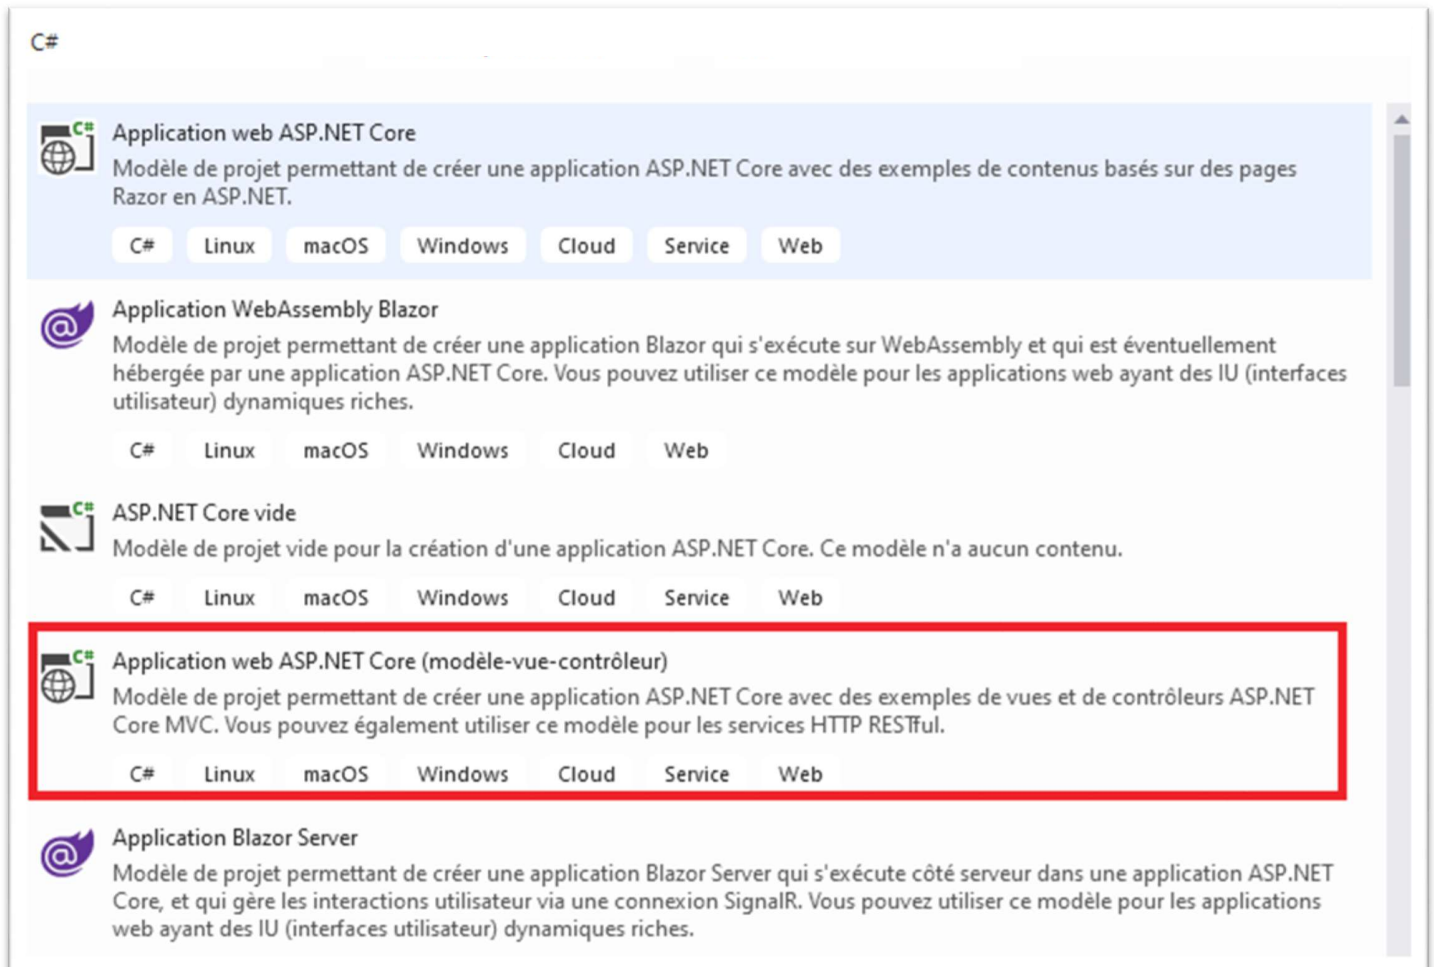 C#
C#
Application web ASP.NET Core
Modèle de projet permettant de créer une application ASP.NET Core avec des exemples de contenus basés sur des pages
Razor en ASP.NET.
C# Linux macOS Windows Cloud Service Web
@
Application WebAssembly Blazor
Modèle de projet permettant de créer une application Blazor qui s'exécute sur WebAssembly et qui est éventuellement
hébergée par une application ASP.NET Core. Vous pouvez utiliser ce modèle pour les applications web ayant des IU (interfaces
utilisateur) dynamiques riches.
C# Linux macOS Windows Cloud Web
C#
ASP.NET Core vide
Modèle de projet vide pour la création d'une application ASP.NET Core. Ce modèle n'a aucun contenu.
C# Linux macOS Windows Cloud Service Web
C#
Application web ASP.NET Core (modèle-vue-contrôleur)
Modèle de projet permettant de créer une application ASP.NET Core avec des exemples de vues et de contrôleurs ASP.NET
Core MVC. Vous pouvez également utiliser ce modèle pour les services HTTP RESTful.
C# Linux macOS Windows Cloud Service Web
@
Application Blazor Server
Modèle de projet permettant de créer une application Blazor Server qui s'exécute côté serveur dans une application ASP.NET
Core, et qui gère les interactions utilisateur via une connexion SignalR. Vous pouvez utiliser ce modèle pour les applications
web ayant des IU (interfaces utilisateur) dynamiques riches.